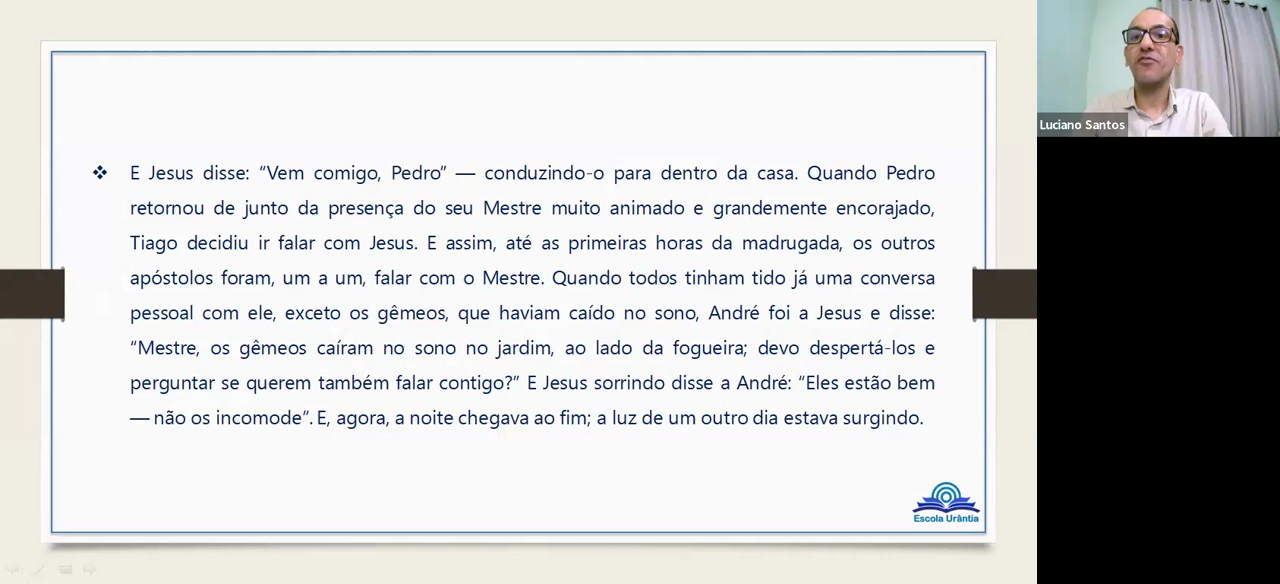 E Jesus disse: “Vem comigo, Pedro” — conduzindo-o para dentro da casa. Quando Pedro
retornou de junto da presença do seu Mestre muito animado e grandemente encorajado,
Tiago decidiu ir falar com Jesus. E assim, até as primeiras horas da madrugada, os outros
apóstolos foram, um a um, falar com o Mestre. Quando todos tinham tido já uma conversa
pessoal com ele, exceto os gêmeos, que haviam caído no sono, André foi a Jesus e disse:
“Mestre, os gêmeos caíram no sono no jardim, ao lado da fogueira; devo despertá-los e
perguntar se querem também falar contigo?” E Jesus sorrindo disse a André: “Eles estão bem
— não os incomode”. E, agora, a noite chegava ao fim; a luz de um outro dia estava surgindo.
Escola Urântia
Luciano Santos